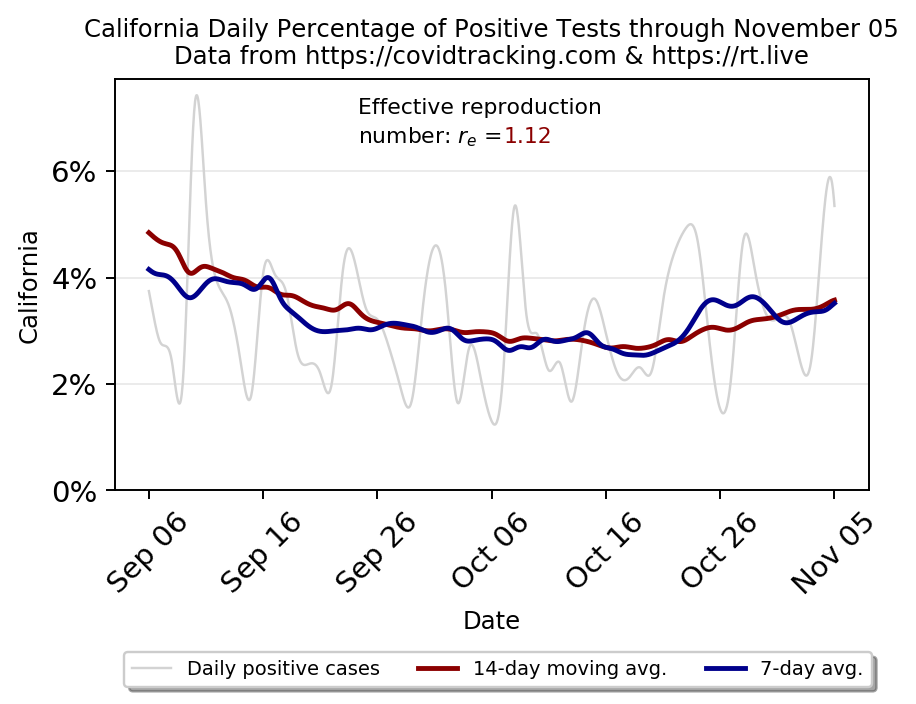 California Daily Percentage of Positive Tests through November 05
Data from https://covidtracking.com & https://rt.live
Effective reproduction
number: rₑ =1.12
6%
4%
2%
0%
California
Sep 06
Sep 16
Sep 26
Oct 06
Oct 16
Oct 26
Nov 05
Date
Daily positive cases
14-day moving avg.
7-day avg.